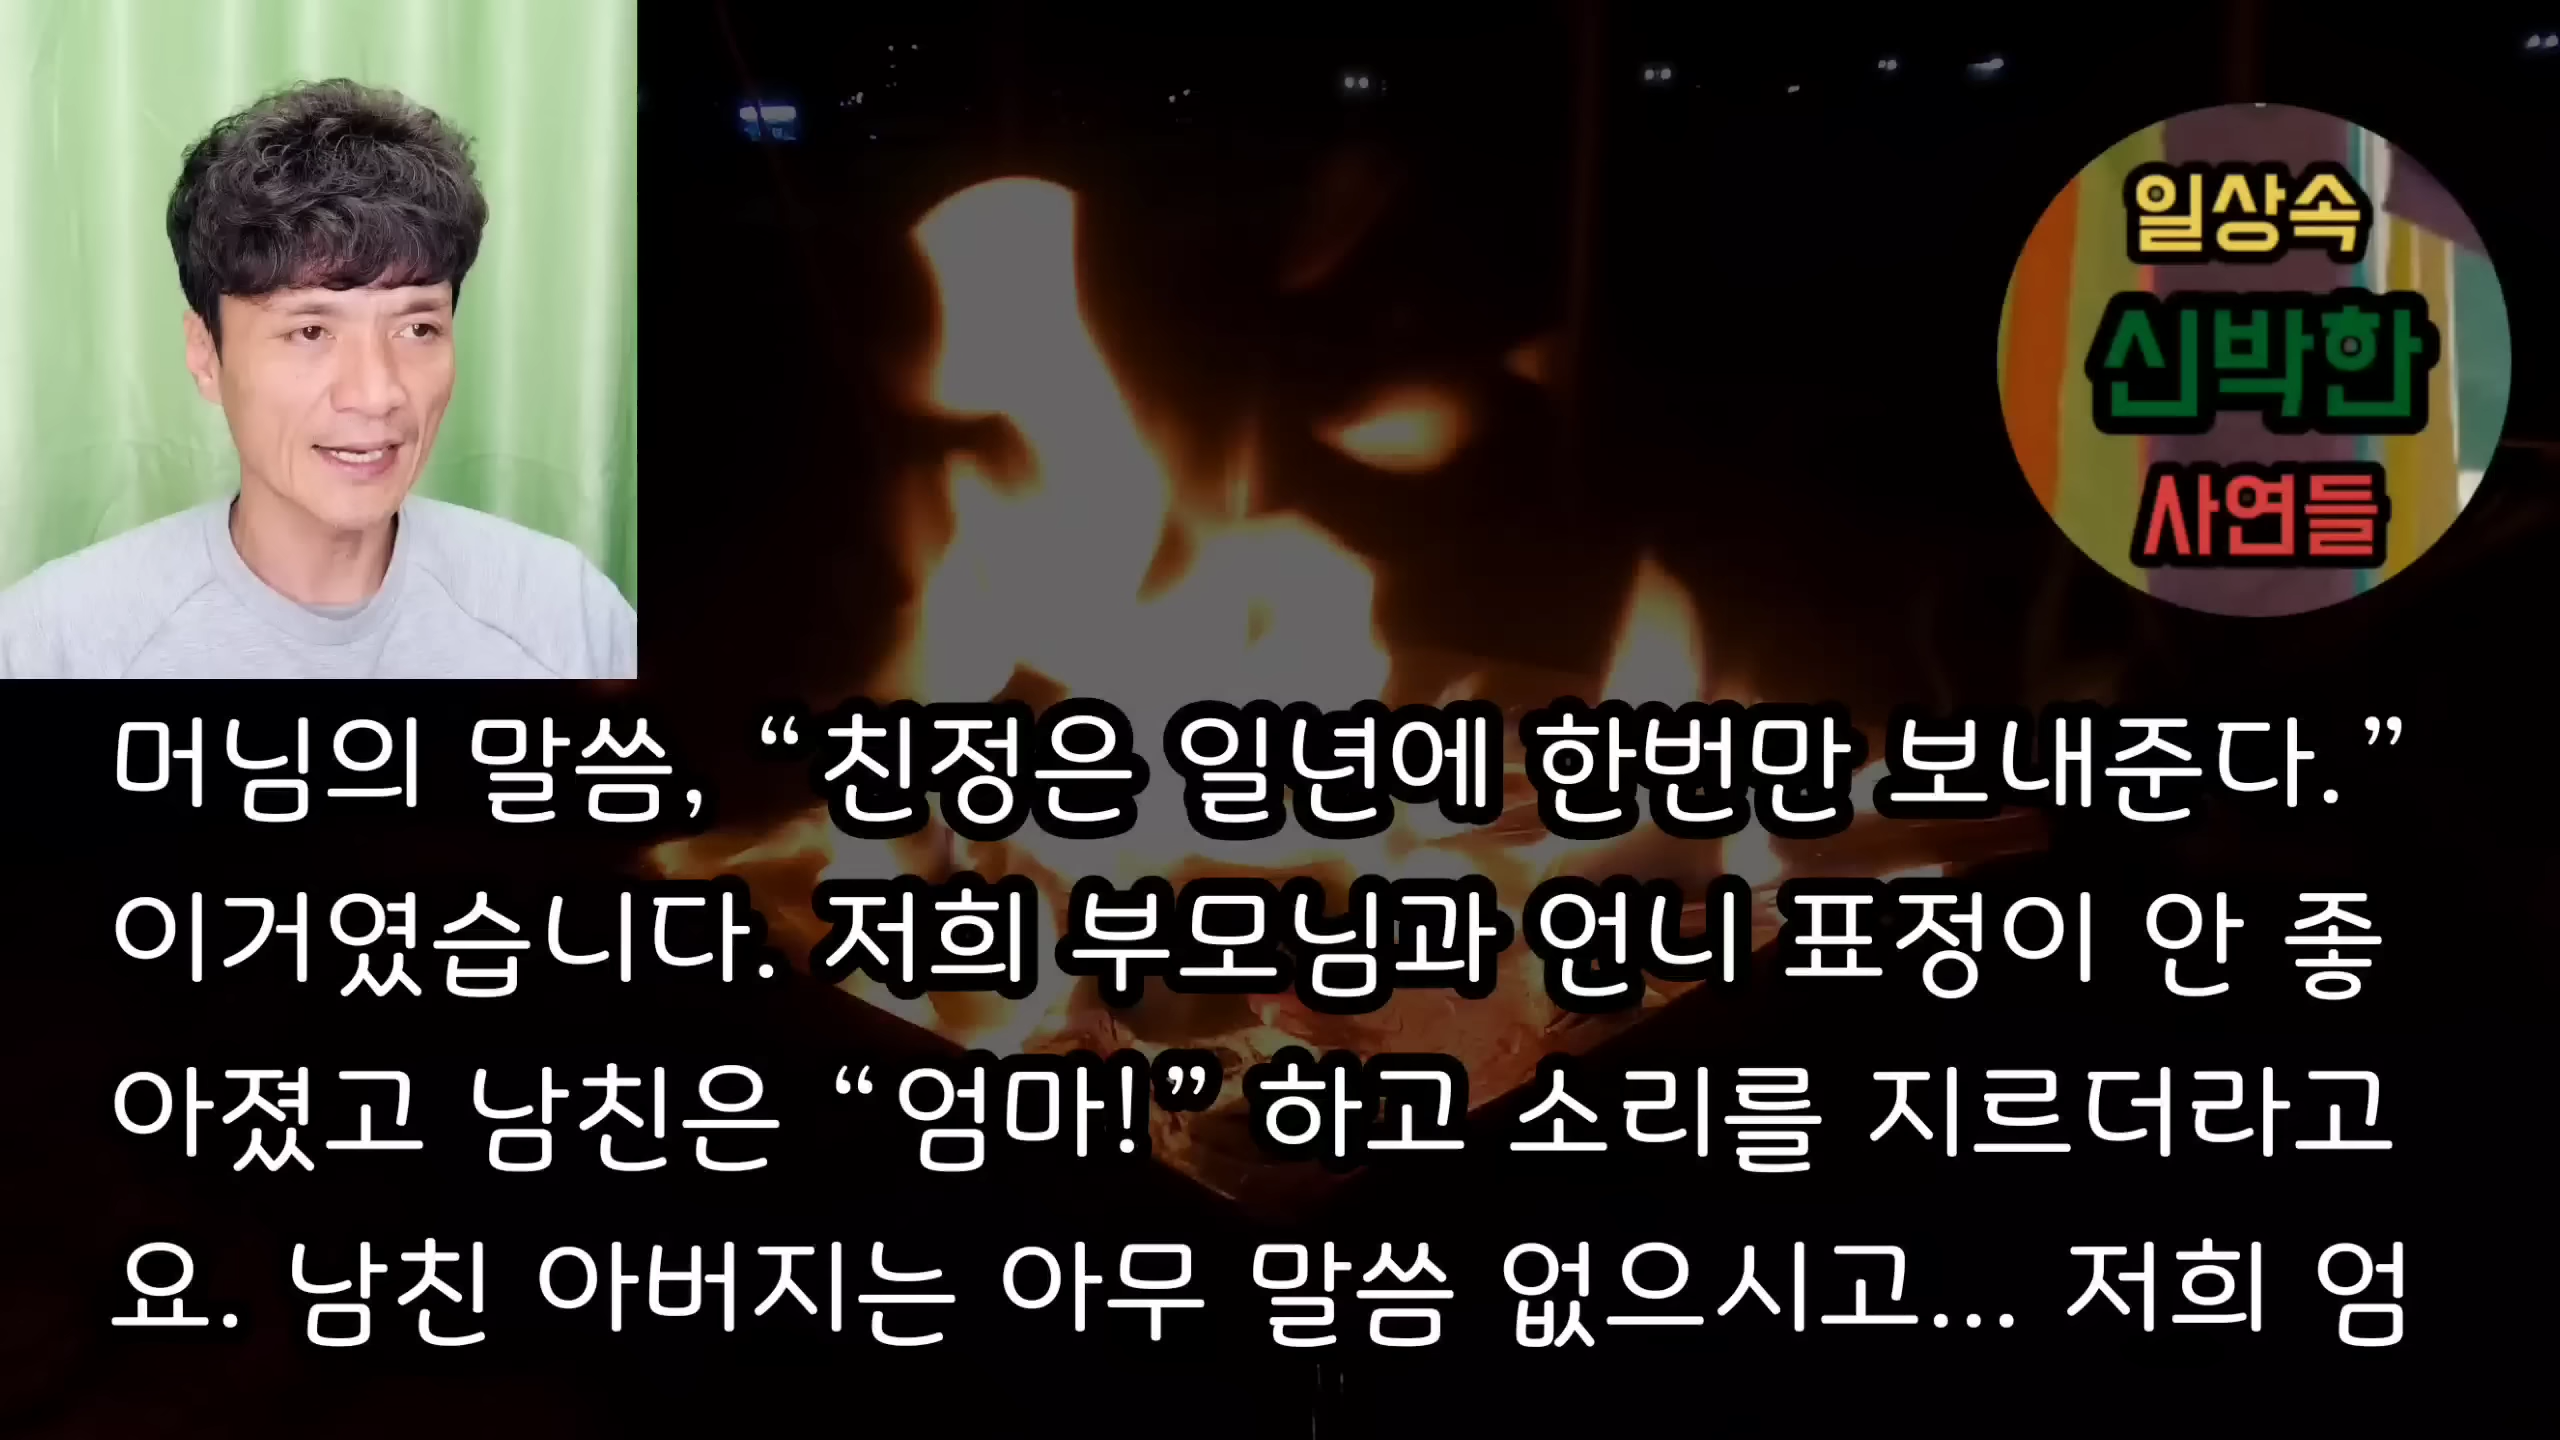 일상속
신박한
사연들
머님의 말씀, “친정은 일년에 한번만 보내준다.”
이거였습니다. 저희 부모님과 언니 표정이 안 좋
아졌고 남친은 “엄마!” 하고 소리를 지르더라고
요. 남친 아버지는 아무 말씀 없으시고... 저희 엄